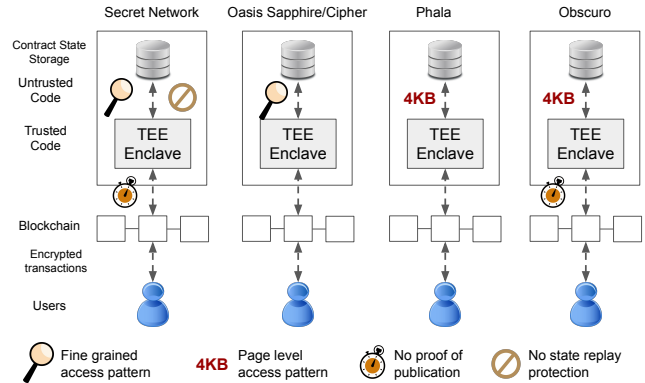 Secret Network
Oasis Sapphire/Cipher
Phala
Obscuro
Contract State
Storage
Untrusted
Code
4KB
4KB
Trusted
Code
TEE
Enclave
TEE
Enclave
TEE
Enclave
TEE
Enclave
Blockchain
Encrypted
transactions
Users
Fine grained
access pattern
4KB
Page level
access pattern
No proof of
publication
No state replay
protection